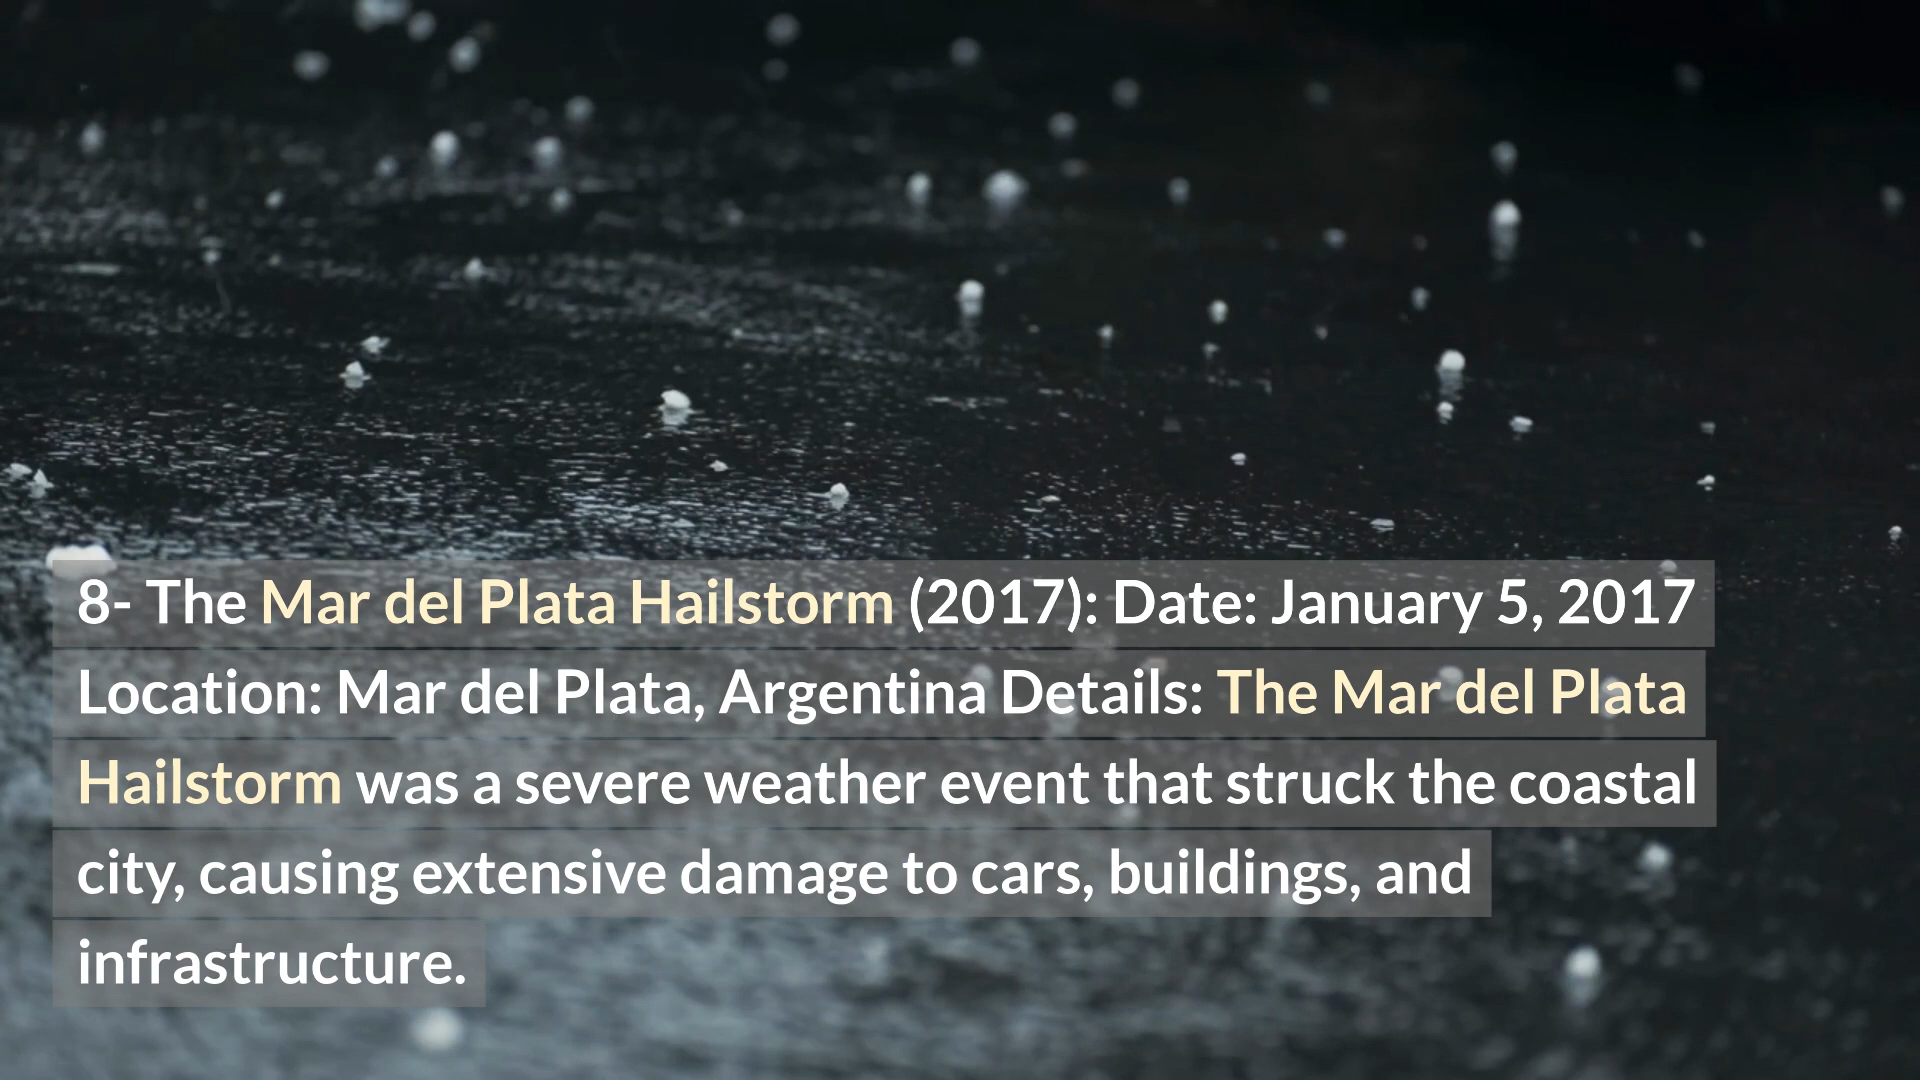 8- The Mar del Plata Hailstorm (2017): Date: January 5, 2017
Location: Mar del Plata, Argentina Details: The Mar del Plata
Hailstorm was a severe weather event that struck the coastal
city, causing extensive damage to cars, buildings, and
infrastructure.